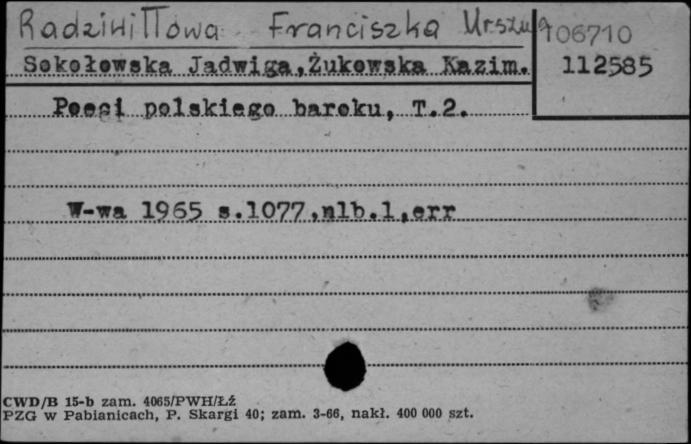 Radziwiłłowa Franciszka Urszula
106710
Sokołowska Jadwiga,Żukowska Kazim.
112585
Poeci polskiego baroku, T.2.
W-wa 1965 s.1077,nlb.1,err
CWD/B 15-b zam. 4065/PWH/Łź
PZG w Pabianicach, P. Skargi 40; zam. 3-66, nakł. 400 000 szt.